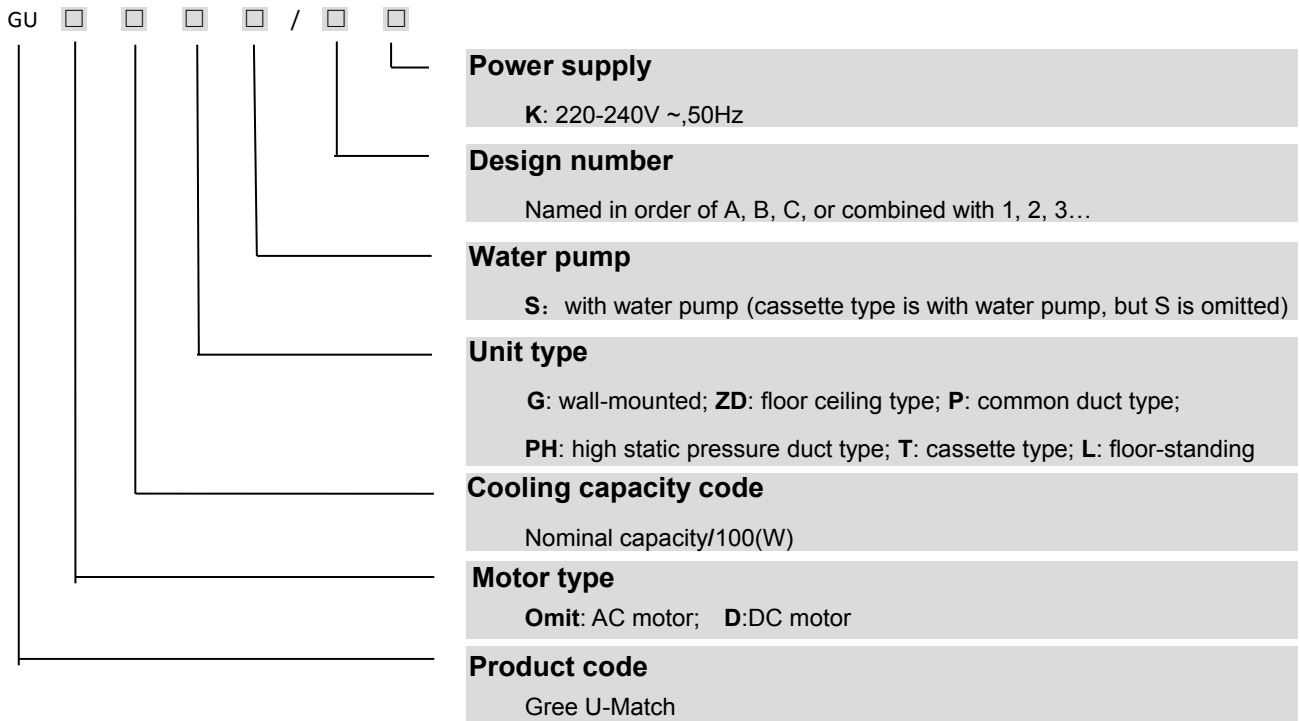 GU □ □ □ □ / □ □
Power supply
K: 220-240V ~,50Hz
Design number
Named in order of A, B, C, or combined with 1, 2, 3…
Water pump
S：with water pump (cassette type is with water pump, but S is omitted)
Unit type
G: wall-mounted; ZD: floor ceiling type; P: common duct type;
PH: high static pressure duct type; T: cassette type; L: floor-standing
Cooling capacity code
Nominal capacity/100(W)
Motor type
Omit: AC motor; D:DC motor
Product code
Gree U-Match